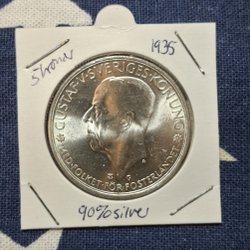 5 kronor
1935
GUSTAF·V·SVERIGES·KONUNG
MED·FOLKET·FÖR·FOSTERLANDET
G
90% silver